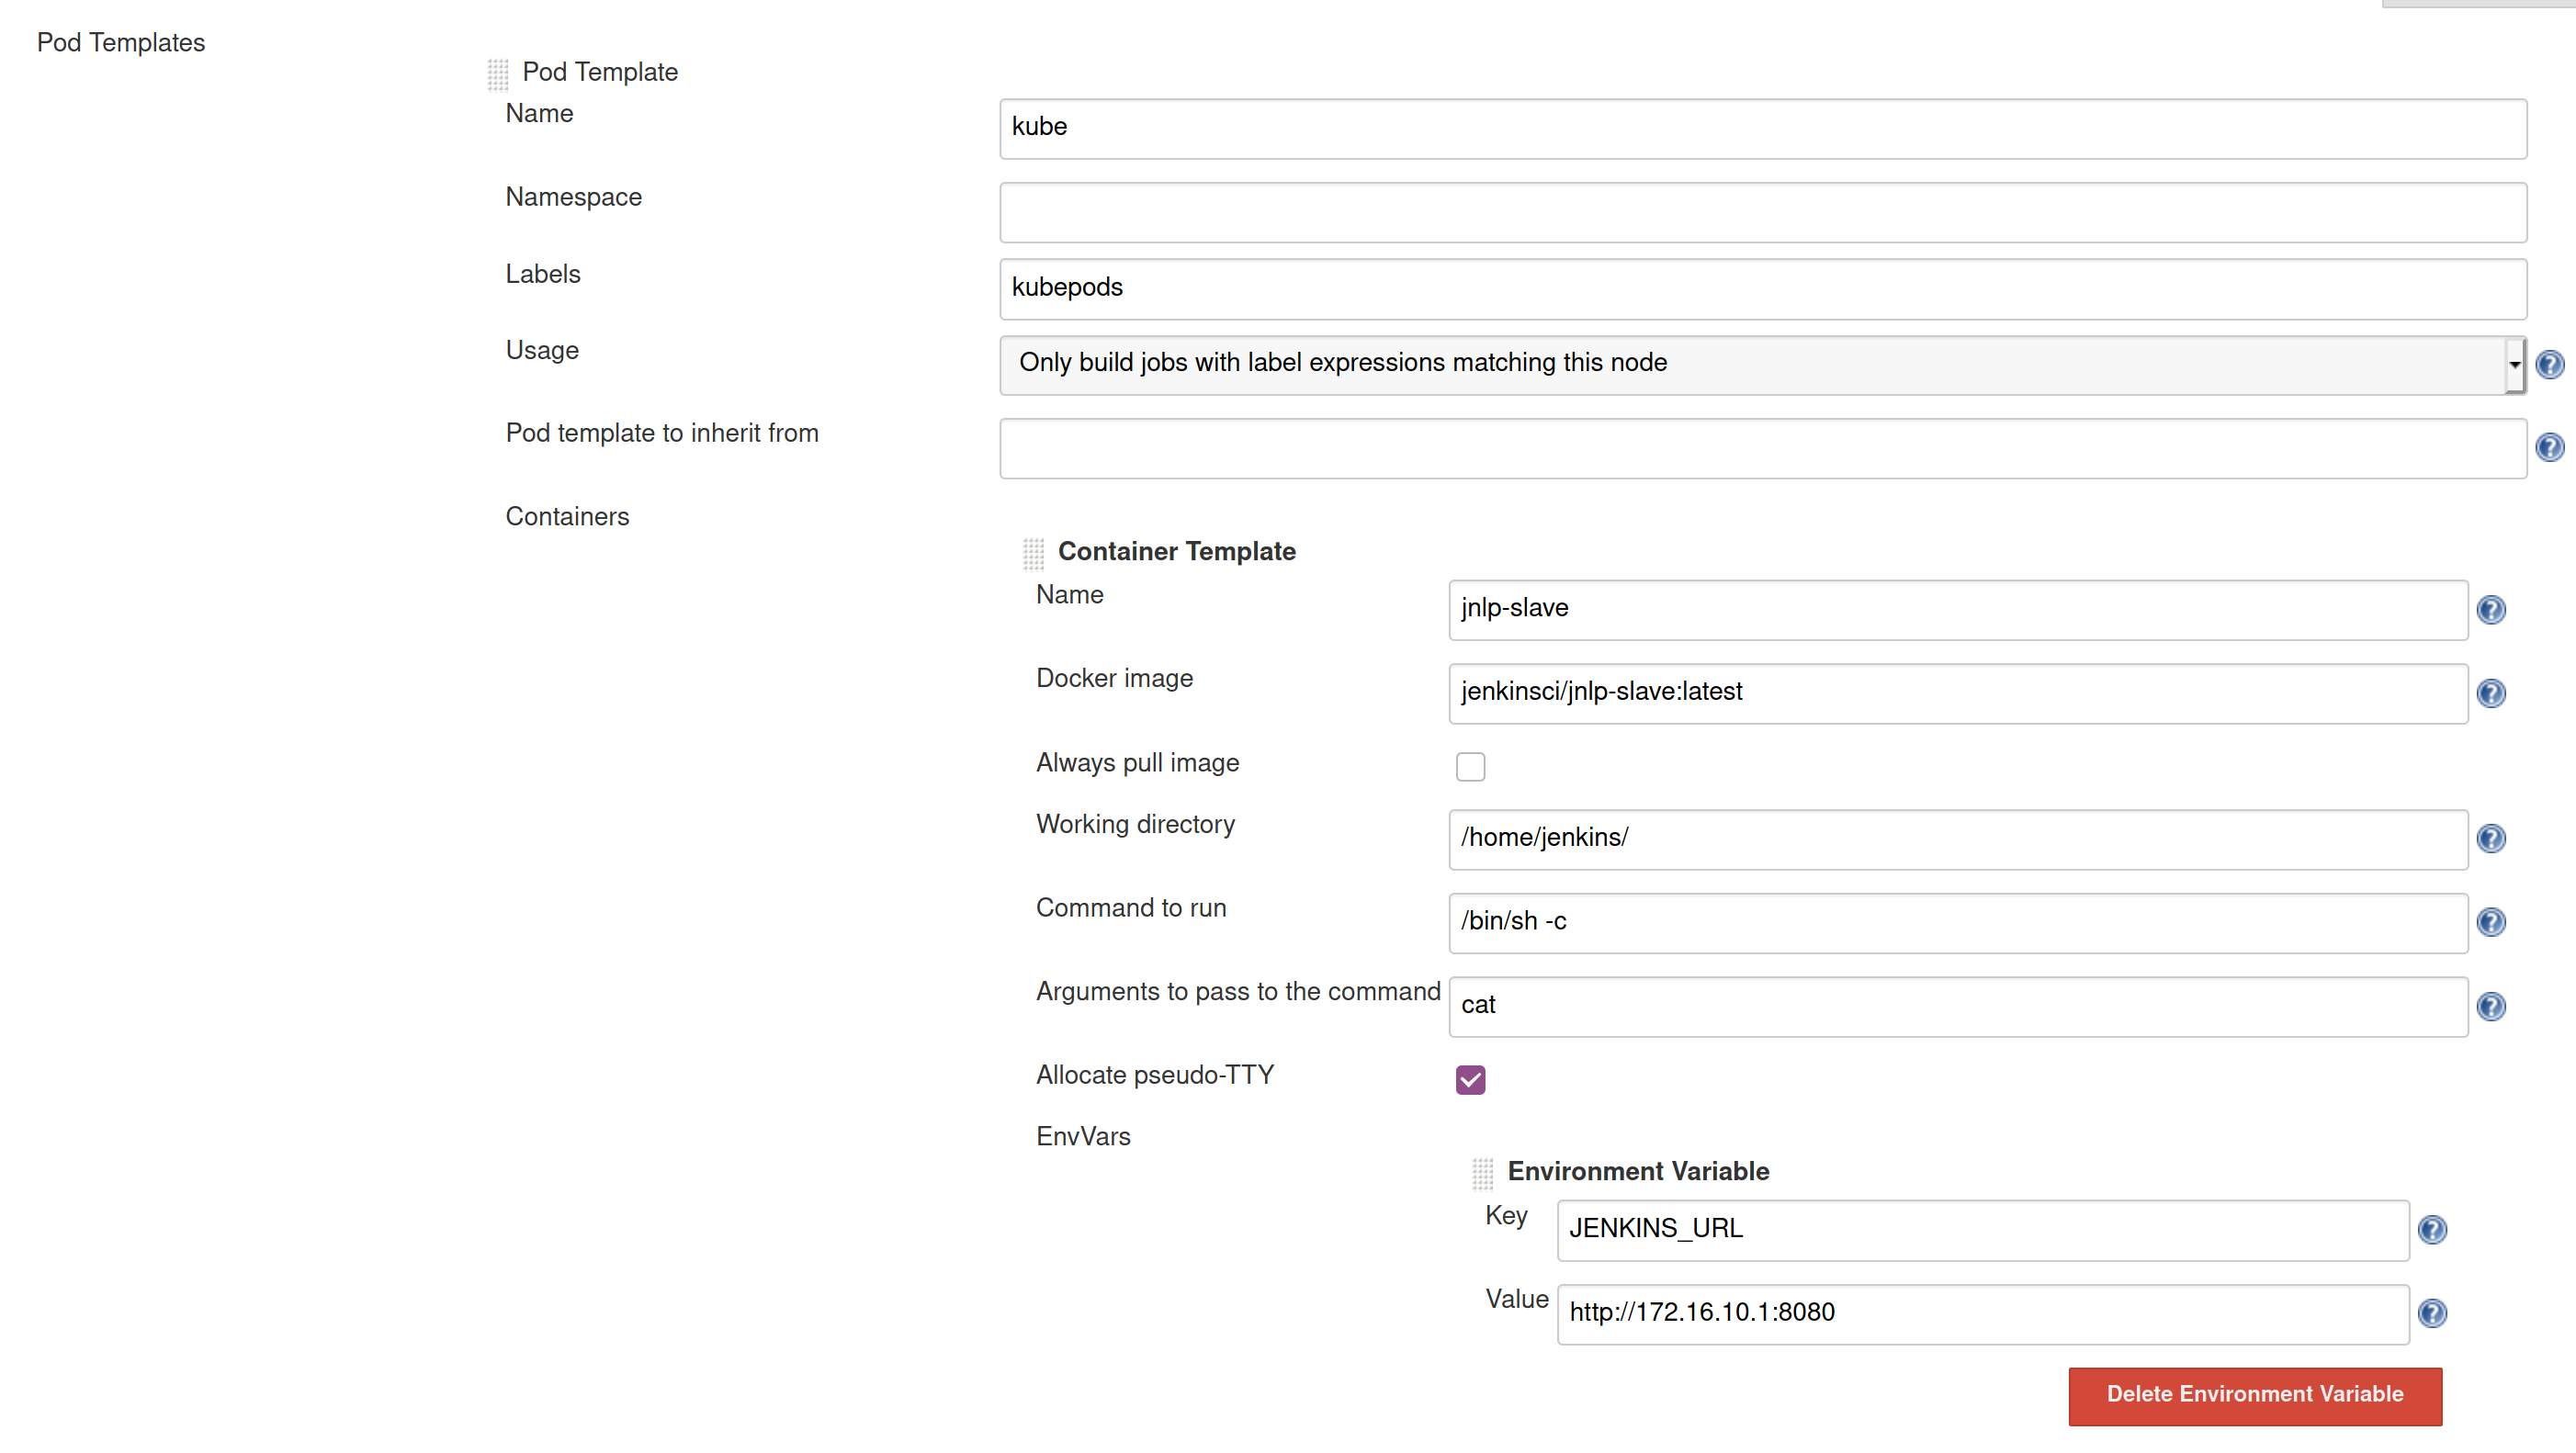 Pod Templates
Pod Template
Name
kube
Namespace
Labels
kubepods
Usage
Only build jobs with label expressions matching this node
Pod template to inherit from
Containers
Container Template
Name
jnlp-slave
Docker image
jenkinsci/jnlp-slave:latest
Always pull image
Working directory
/home/jenkins/
Command to run
/bin/sh -c
Arguments to pass to the command
cat
Allocate pseudo-TTY
EnvVars
Environment Variable
Key
JENKINS_URL
Value
http://172.16.10.1:8080
Delete Environment Variable